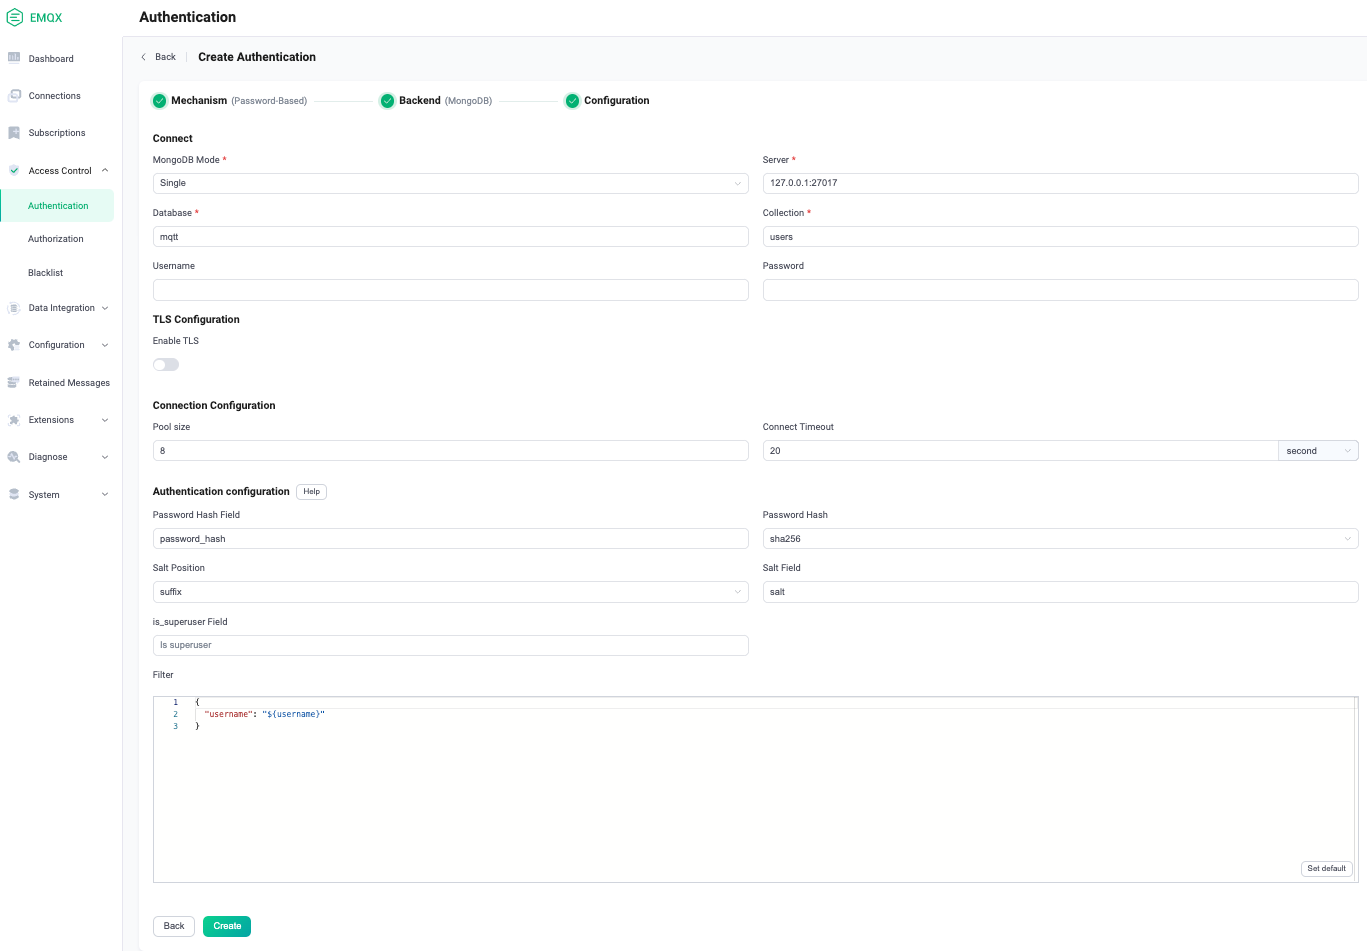 EMQX
Authentication
Dashboard
Connections
Subscriptions
Access Control
Authentication
Authorization
Blacklist
Data Integration
Configuration
Retained Messages
Extensions
Diagnose
System
Back
Create Authentication
Mechanism (Password-Based)
Backend (MongoDB)
Configuration
Connect
MongoDB Mode *
Server *
Single
127.0.0.1:27017
Database *
Collection *
mqtt
users
Username
Password
TLS Configuration
Enable TLS
Connection Configuration
Pool size
Connect Timeout
8
20
second
Authentication configuration
Help
Password Hash Field
Password Hash
password_hash
sha256
Salt Position
Salt Field
suffix
salt
is_superuser Field
Is superuser
Filter
1 {
2 "username": "${username}"
3 }
Set default
Back
Create